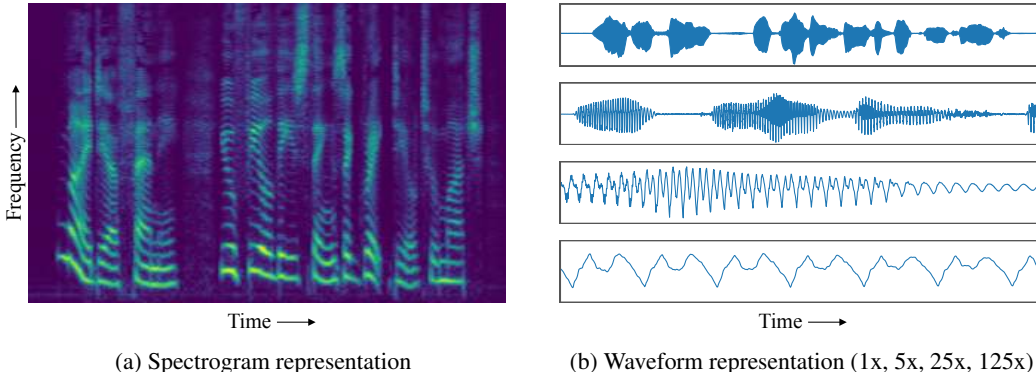 Frequency
Time
Time
(a) Spectrogram representation
(b) Waveform representation (1x, 5x, 25x, 125x)